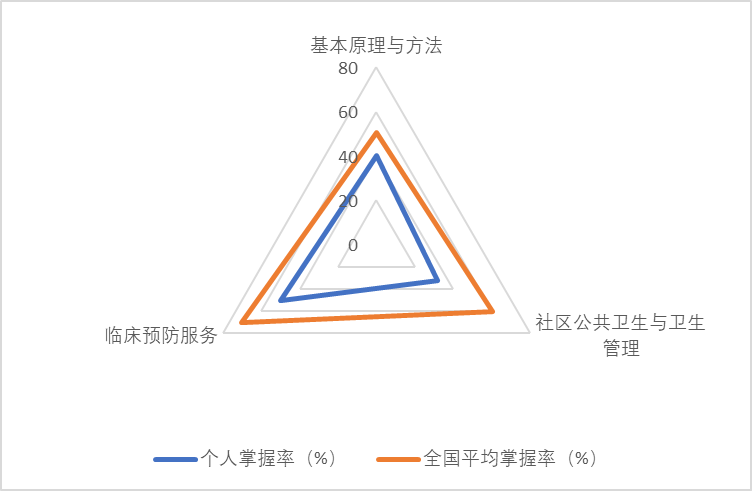 基本原理与方法
80
60
40
20
0
临床预防服务
社区公共卫生与卫生
管理
个人掌握率（%）
全国平均掌握率（%）